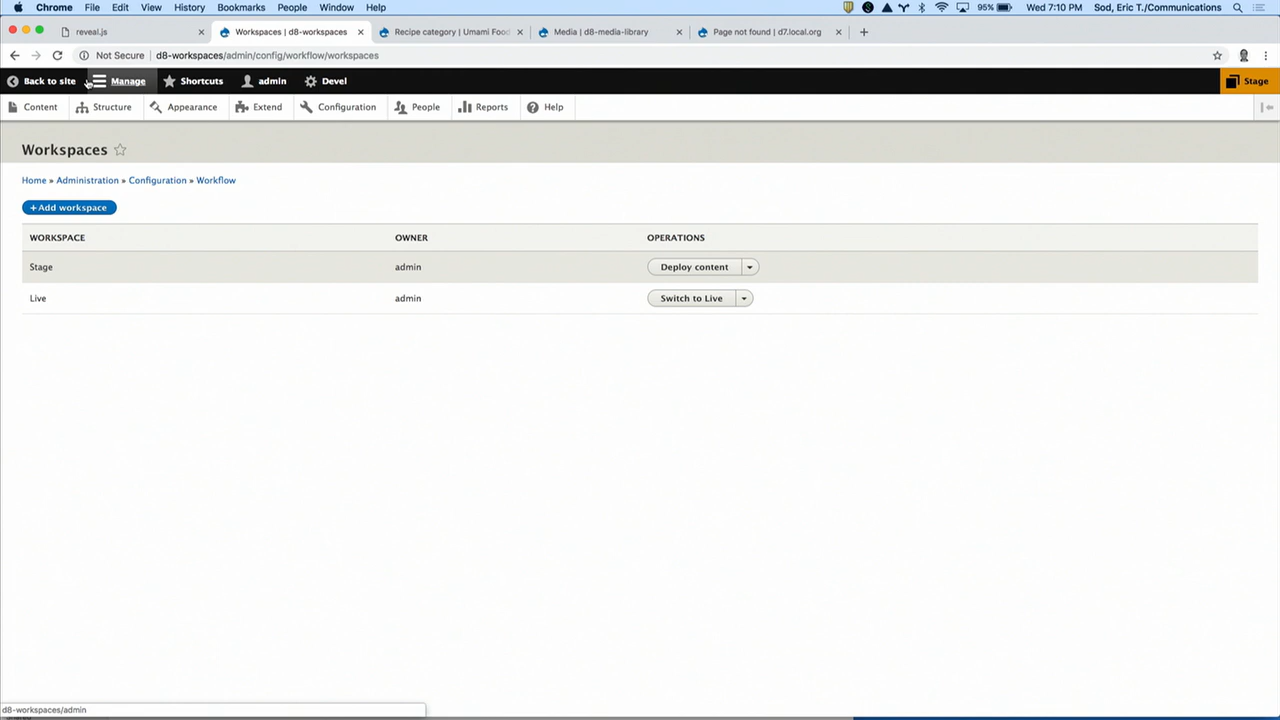 Chrome File Edit View History Bookmarks People Window Help 95% Wed 7:10 PM Sod, Eric T./Communications
reveal.js Workspaces | d8-workspaces Recipe category | Umami Food Media | d8-media-library Page not found | d7.local.org
Not Secure d8-workspaces/admin/config/workflow/workspaces
Back to site Manage Shortcuts admin Devel Stage
Content Structure Appearance Extend Configuration People Reports Help
Workspaces
Home » Administration » Configuration » Workflow
+Add workspace
WORKSPACE OWNER OPERATIONS
Stage admin Deploy content
Live admin Switch to Live
d8-workspaces/admin